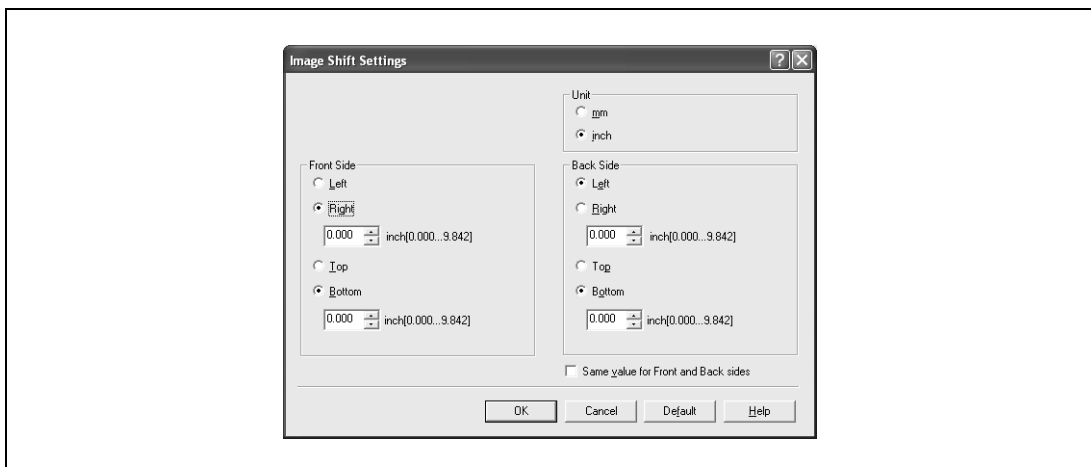 Image Shift Settings
Unit
mm
inch
Front Side
Left
Right
0.000 inch[0.000...9.842]
Top
Bottom
0.000 inch[0.000...9.842]
Back Side
Left
Right
0.000 inch[0.000...9.842]
Top
Bottom
0.000 inch[0.000...9.842]
Same value for Front and Back sides
OK
Cancel
Default
Help